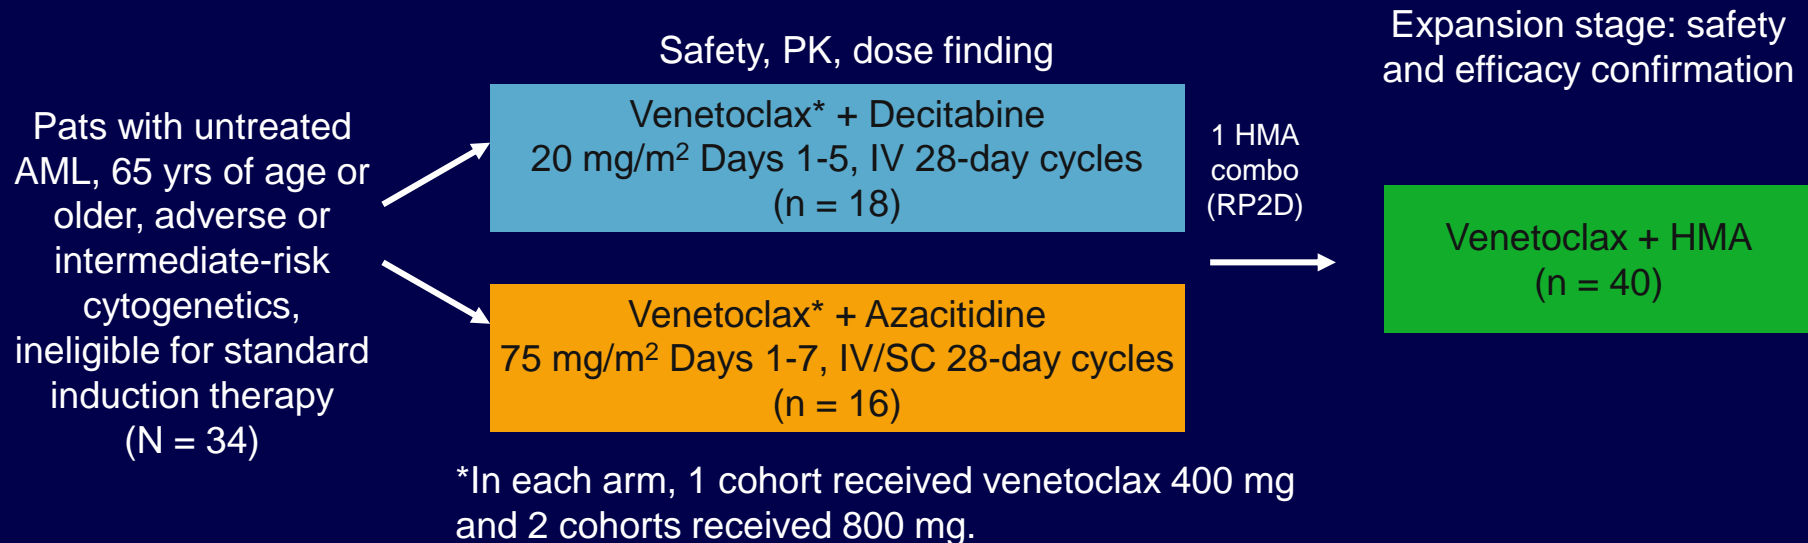 Pats with untreated
AML, 65 yrs of age or
older, adverse or
intermediate-risk
cytogenetics,
ineligible for standard
induction therapy
(N = 34)
Safety, PK, dose finding
Venetoclax* + Decitabine
20 mg/m² Days 1-5, IV 28-day cycles
(n = 18)
Venetoclax* + Azacitidine
75 mg/m² Days 1-7, IV/SC 28-day cycles
(n = 16)
*In each arm, 1 cohort received venetoclax 400 mg
and 2 cohorts received 800 mg.
1 HMA
combo
(RP2D)
Expansion stage: safety
and efficacy confirmation
Venetoclax + HMA
(n = 40)